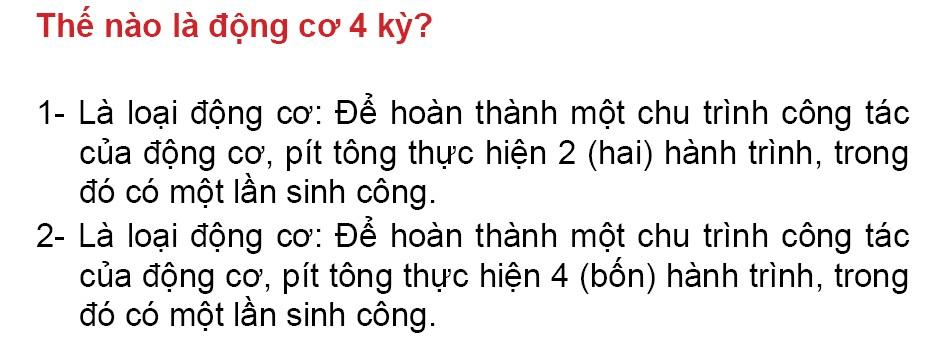 Thế nào là động cơ 4 kỳ?
1- Là loại động cơ: Để hoàn thành một chu trình công tác
của động cơ, pít tông thực hiện 2 (hai) hành trình, trong
đó có một lần sinh công.
2- Là loại động cơ: Để hoàn thành một chu trình công tác
của động cơ, pít tông thực hiện 4 (bốn) hành trình, trong
đó có một lần sinh công.